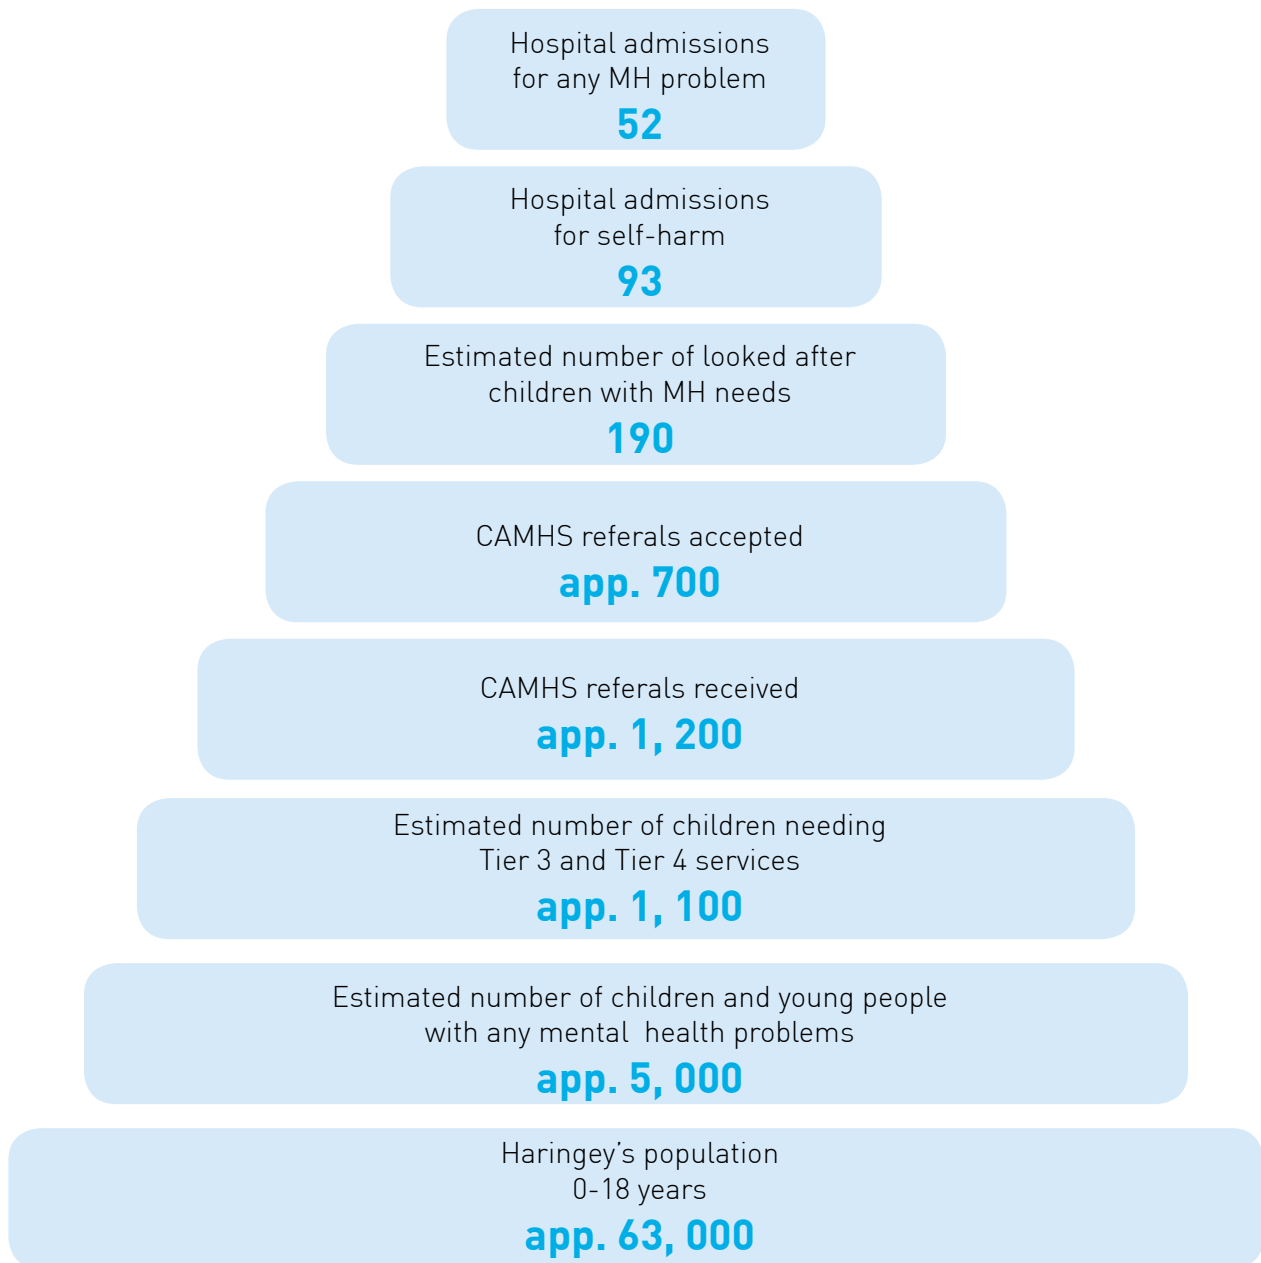 Hospital admissions
for any MH problem
52
Hospital admissions
for self-harm
93
Estimated number of looked after
children with MH needs
190
CAMHS referals accepted
app. 700
CAMHS referals received
app. 1, 200
Estimated number of children needing
Tier 3 and Tier 4 services
app. 1, 100
Estimated number of children and young people
with any mental  health problems
app. 5, 000
Haringey's population
0-18 years
app. 63, 000